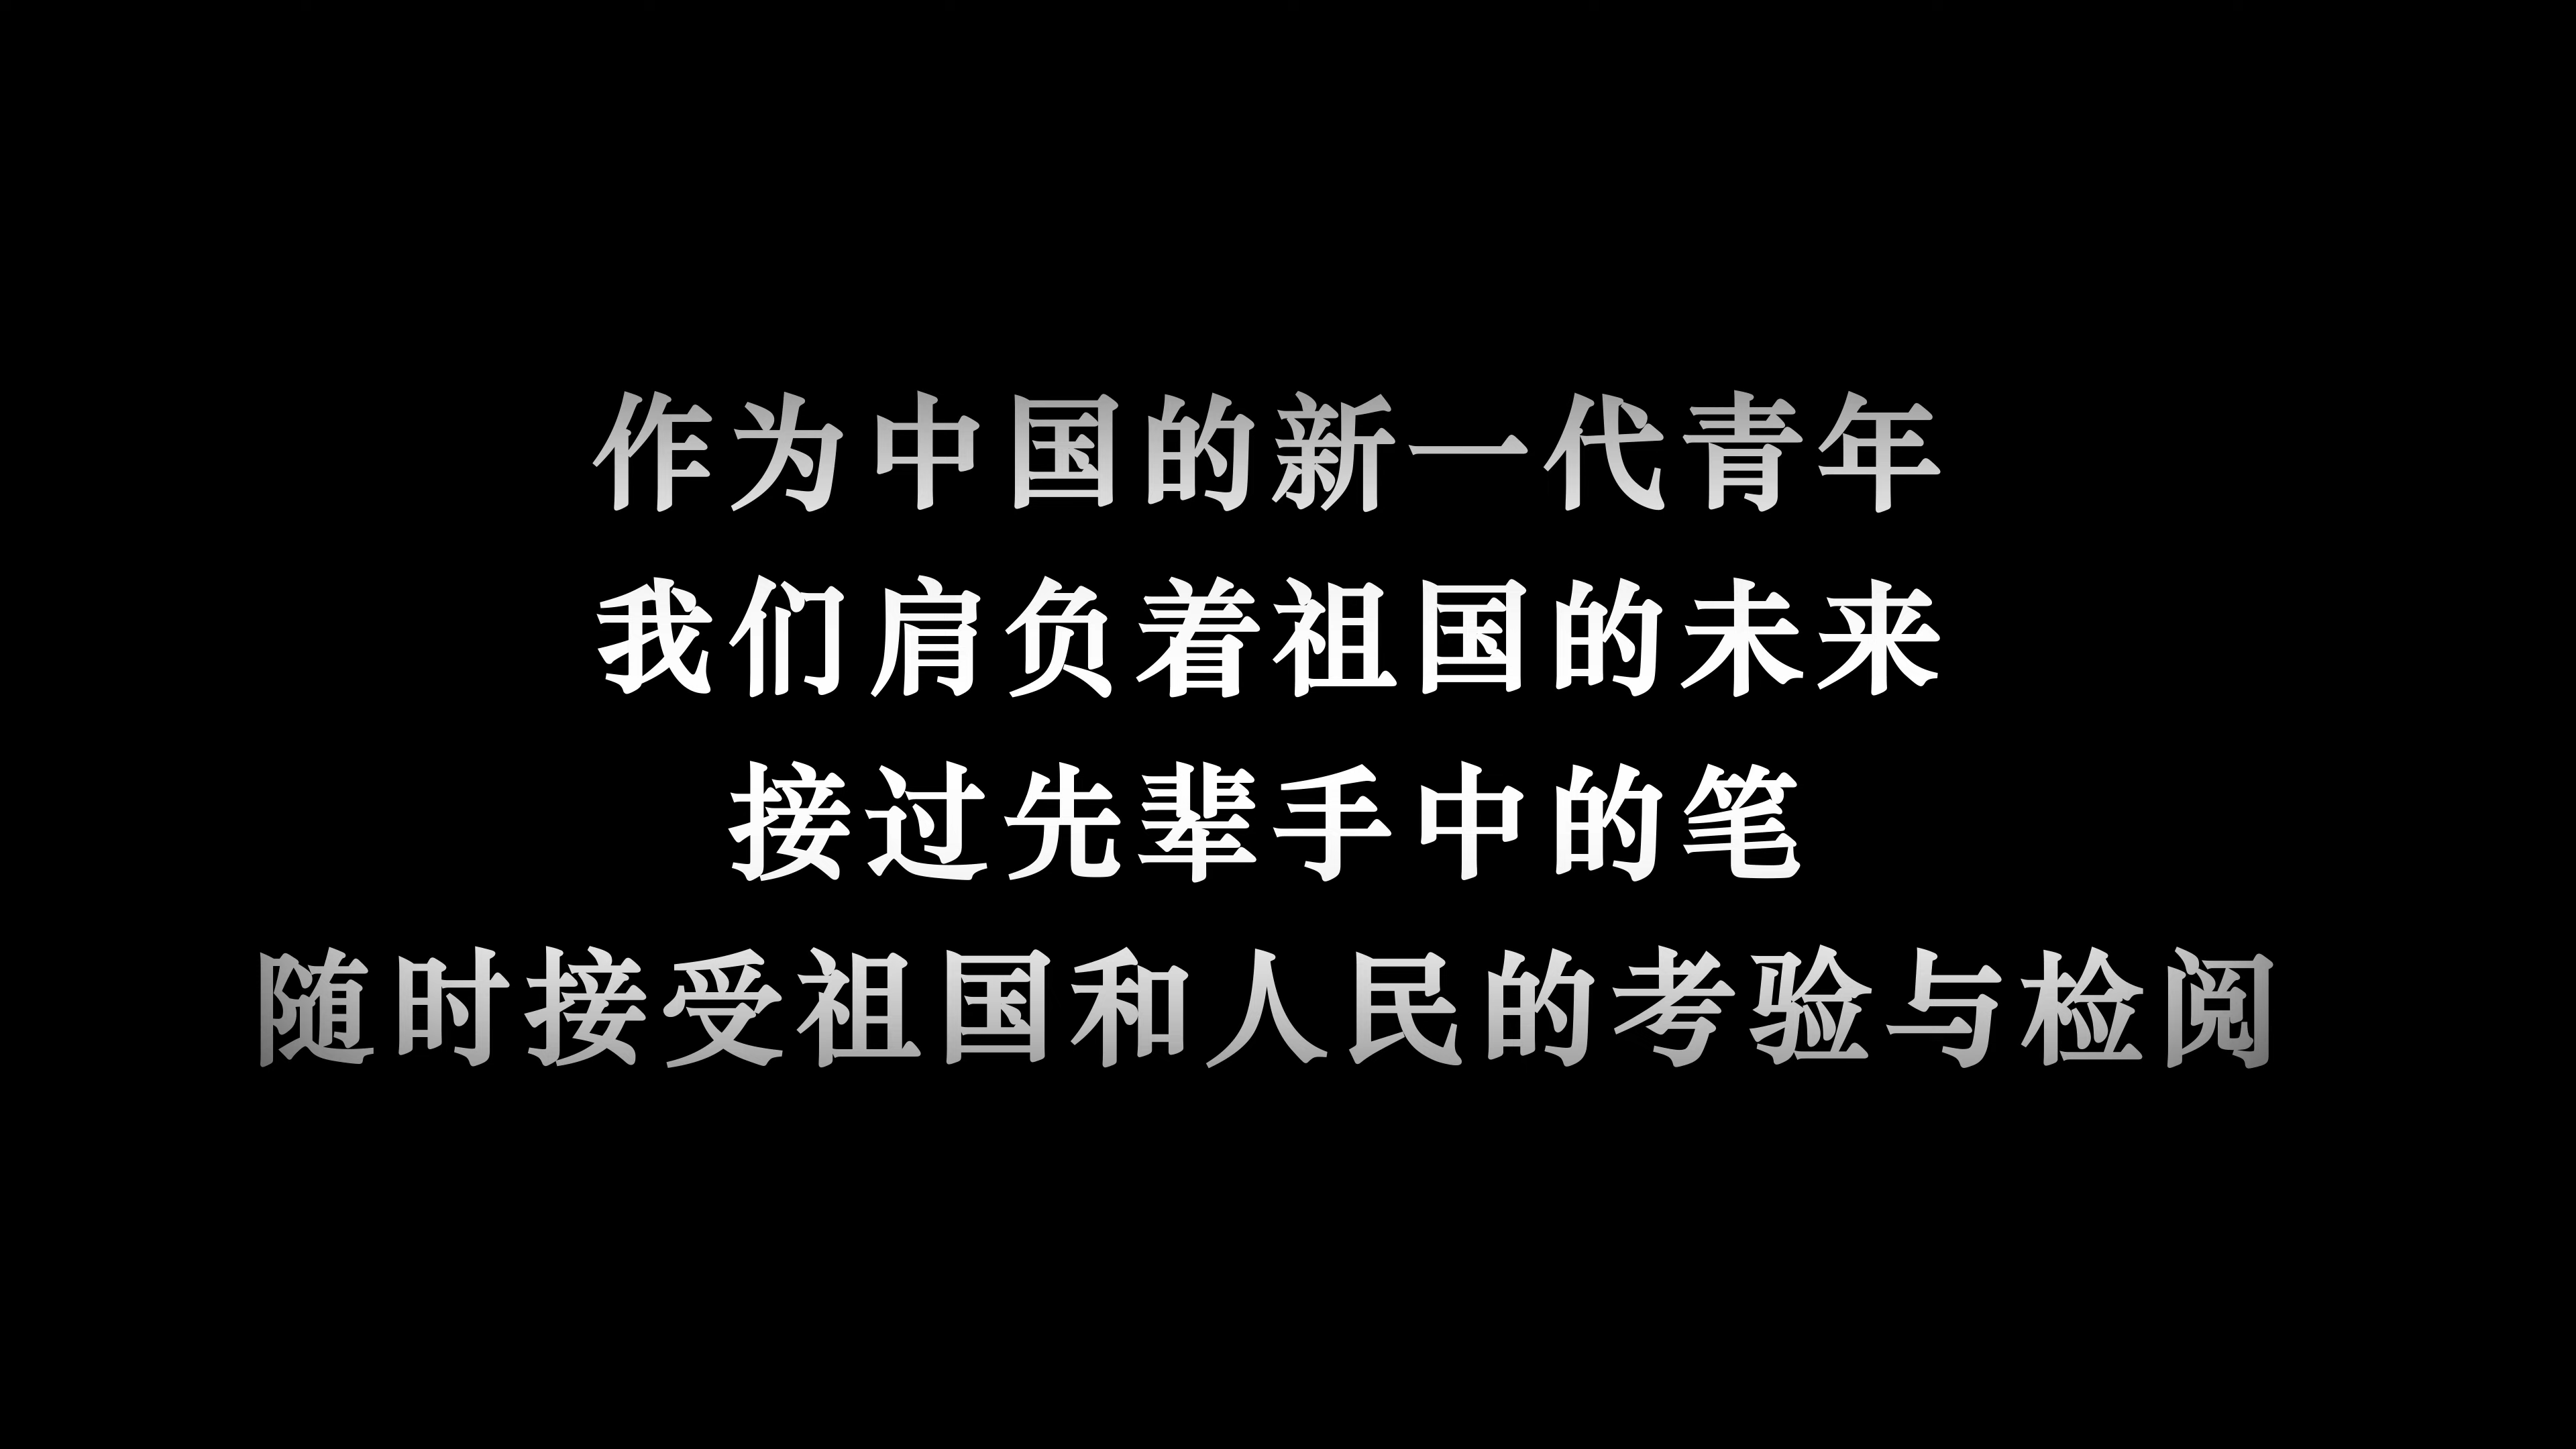 作为中国的新一代青年
我们肩负着祖国的未来
接过先辈手中的笔
随时接受祖国和人民的考验与检阅